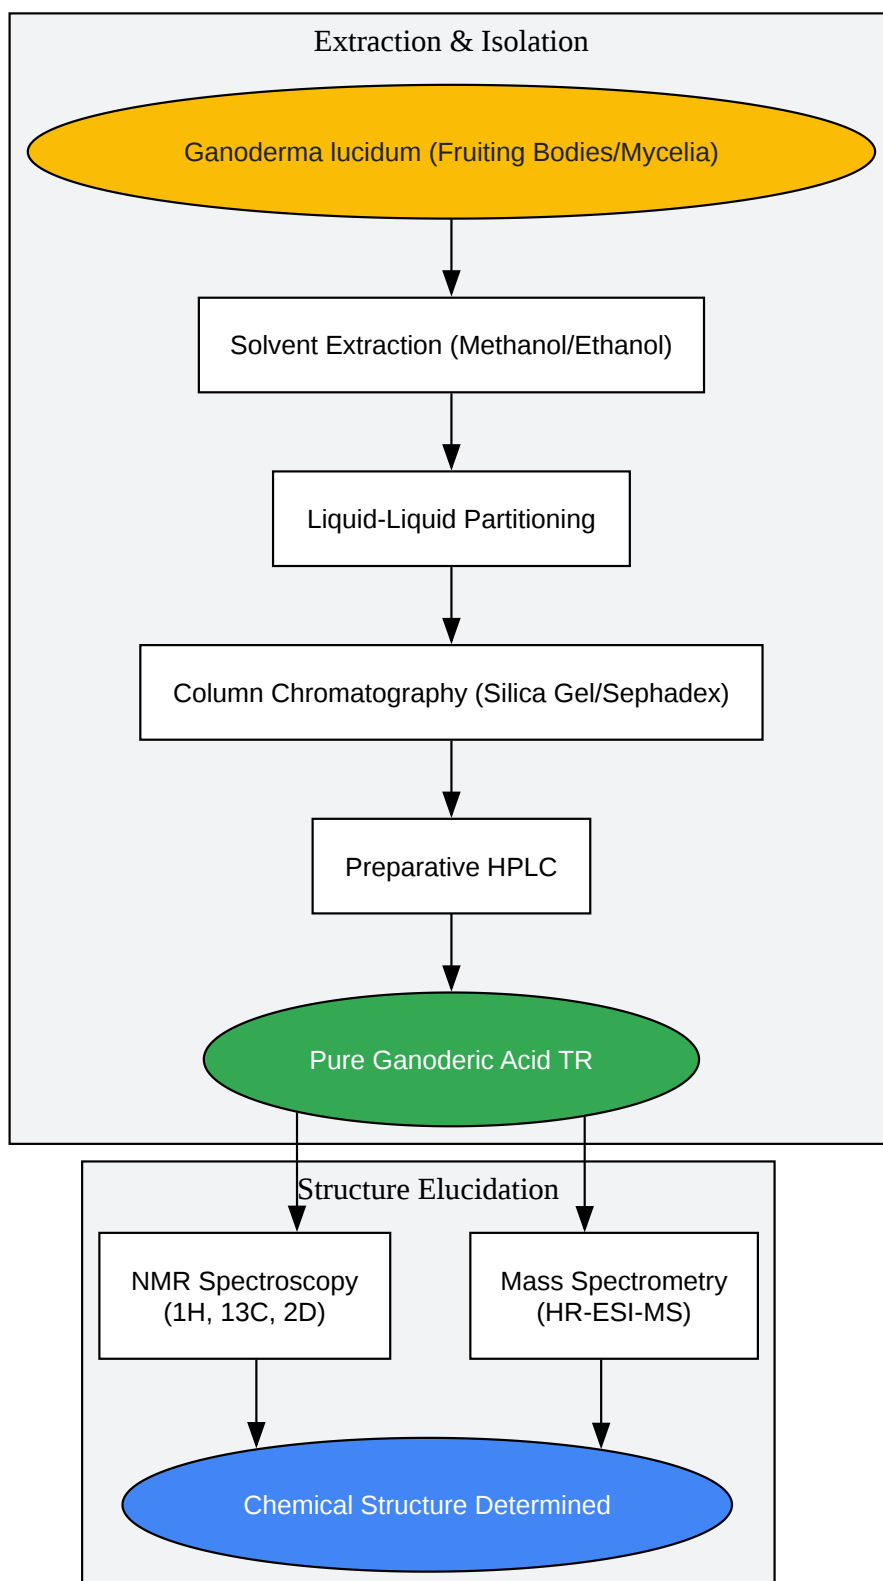 Extraction & Isolation
Ganoderma lucidum (Fruiting Bodies/Mycelia)
Solvent Extraction (Methanol/Ethanol)
Liquid-Liquid Partitioning
Column Chromatography (Silica Gel/Sephadex)
Preparative HPLC
Pure Ganoderic Acid TR
Structure Elucidation
NMR Spectroscopy
(1H, 13C, 2D)
Mass Spectrometry
(HR-ESI-MS)
Chemical Structure Determined